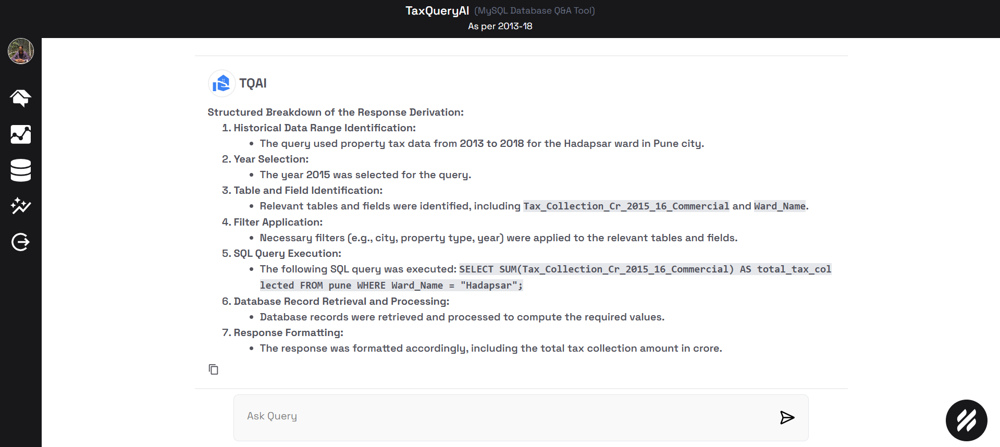 TaxQueryAI (MySQL Database Q&A Tool)
As per 2013-18
TQAI
Structured Breakdown of the Response Derivation:
1. Historical Data Range Identification:
• The query used property tax data from 2013 to 2018 for the Hadapsar ward in Pune city.
2. Year Selection:
• The year 2015 was selected for the query.
3. Table and Field Identification:
• Relevant tables and fields were identified, including Tax_Collection_Cr_2015_16_Commercial and Ward_Name.
4. Filter Application:
• Necessary filters (e.g., city, property type, year) were applied to the relevant tables and fields.
5. SQL Query Execution:
• The following SQL query was executed: SELECT SUM(Tax_Collection_Cr_2015_16_Commercial) AS total_tax_col
lected FROM pune WHERE Ward_Name = "Hadapsar";
6. Database Record Retrieval and Processing:
• Database records were retrieved and processed to compute the required values.
7. Response Formatting:
• The response was formatted accordingly, including the total tax collection amount in crore.
Ask Query